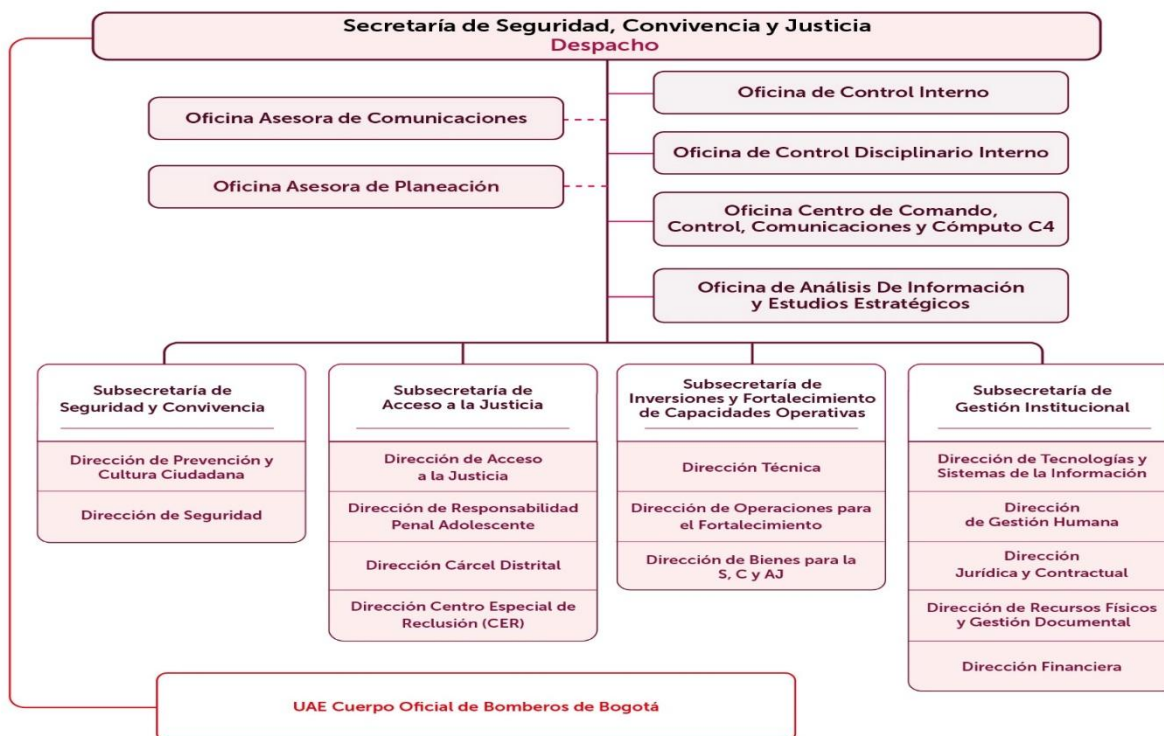 Secretaría de Seguridad, Convivencia y Justicia
Despacho
Oficina Asesora de Comunicaciones
Oficina Asesora de Planeación
Oficina de Control Interno
Oficina de Control Disciplinario Interno
Oficina Centro de Comando,
Control, Comunicaciones y Cómputo C4
Oficina de Análisis De Información
y Estudios Estratégicos
Subsecretaría de
Seguridad y Convivencia
Dirección de Prevención y
Cultura Ciudadana
Dirección de Seguridad
Subsecretaría de
Acceso a la Justicia
Dirección de Acceso
a la Justicia
Dirección de Responsabilidad
Penal Adolescente
Dirección Cárcel Distrital
Dirección Centro Especial de
Reclusión (CER)
Subsecretaría de
Inversiones y Fortalecimiento
de Capacidades Operativas
Dirección Técnica
Dirección de Operaciones para
el Fortalecimiento
Dirección de Bienes para la
S, C y AJ
Subsecretaría de
Gestión Institucional
Dirección de Tecnologías y
Sistemas de la Información
Dirección
de Gestión Humana
Dirección
Jurídica y Contractual
Dirección de Recursos Físicos
y Gestión Documental
Dirección Financiera
UAE Cuerpo Oficial de Bomberos de Bogotá